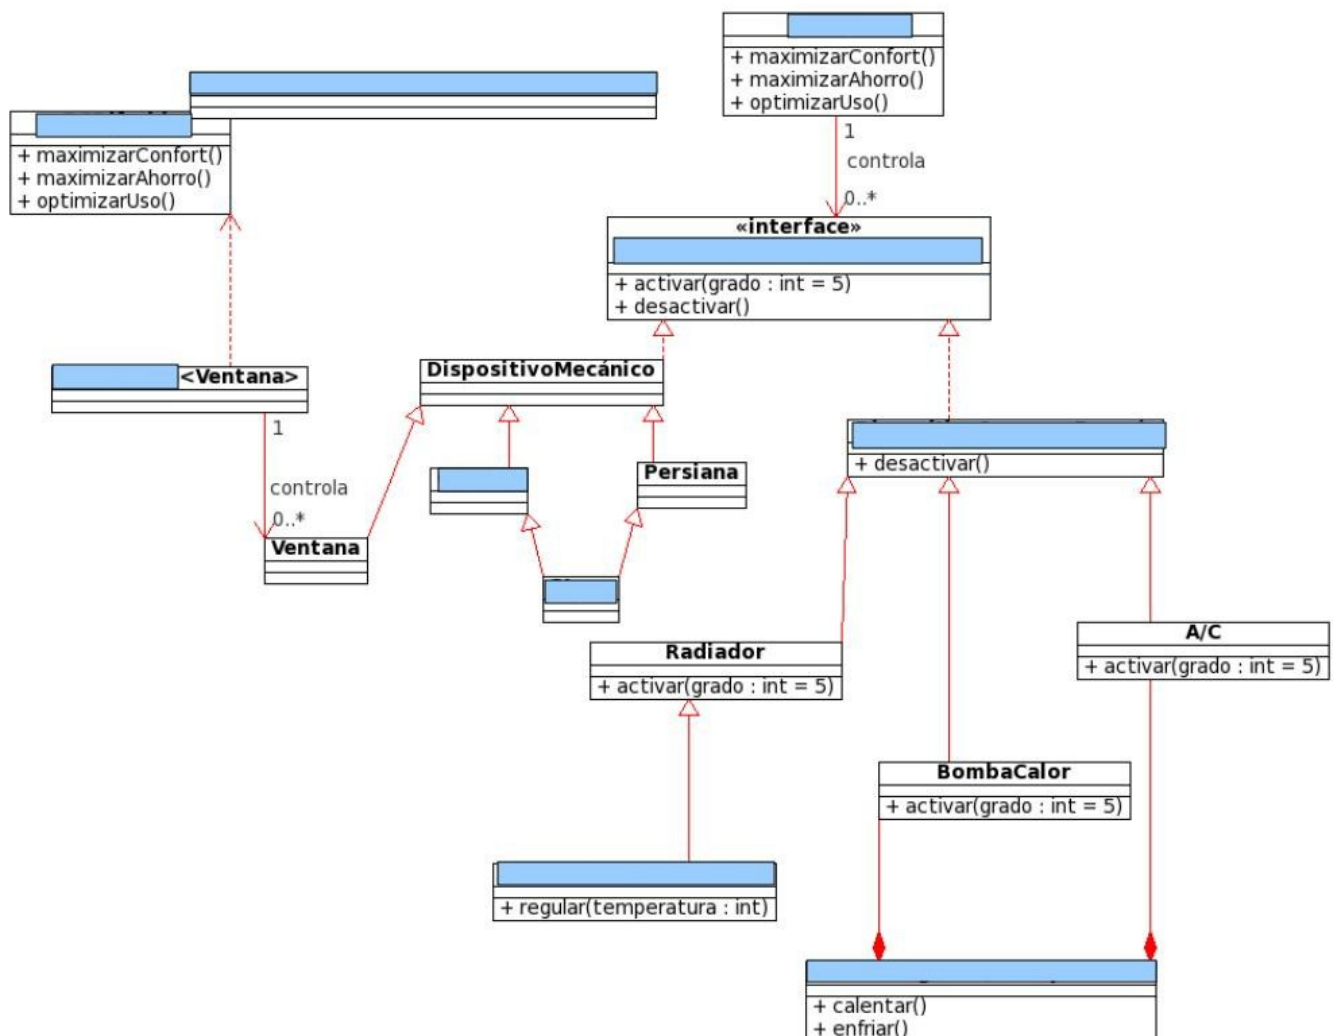 + maximizarConfort()
+ maximizarAhorro()
+ optimizarUso()
1
controla
0..*
+ maximizarConfort()
+ maximizarAhorro()
+ optimizarUso()
«interface»
+ activar(grado : int = 5)
+ desactivar()
<Ventana>
1
controla
0..*
DispositivoMecánico
+ desactivar()
Persiana
Ventana
Radiador
+ activar(grado : int = 5)
A/C
+ activar(grado : int = 5)
BombaCalor
+ activar(grado : int = 5)
+ regular(temperatura : int)
+ calentar()
+ enfriar()